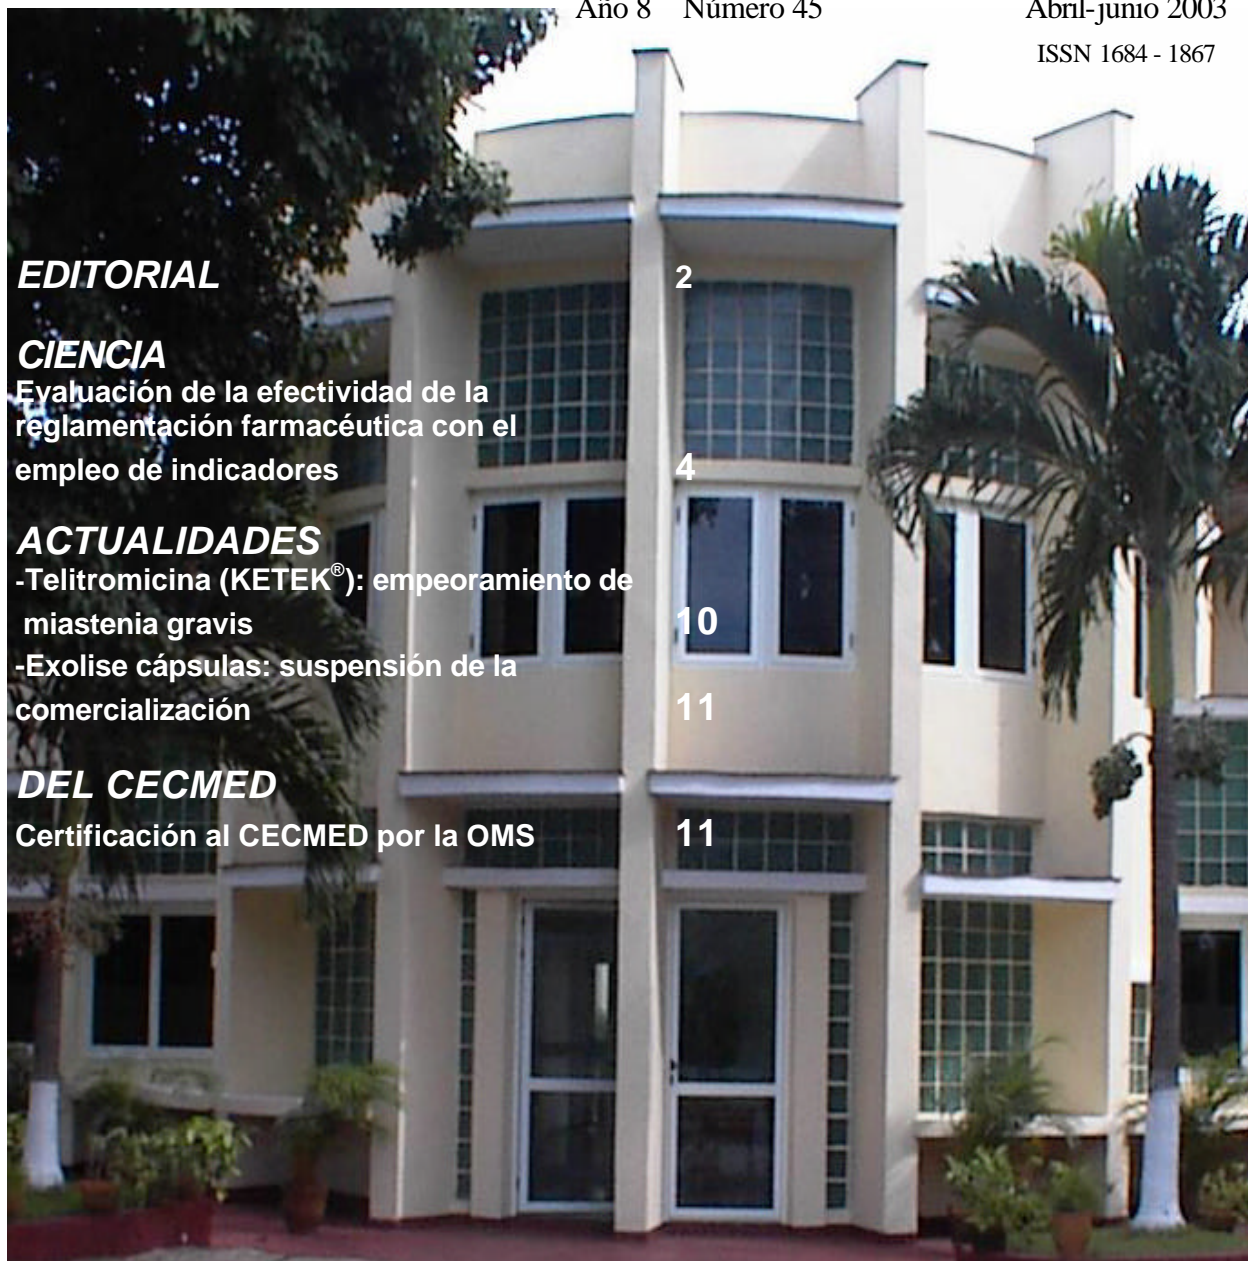 Año 8 Número 45 Abril-junio 2003
ISSN 1684 - 1867
EDITORIAL 2
CIENCIA
Evaluación de la efectividad de la
reglamentación farmacéutica con el
empleo de indicadores 4
ACTUALIDADES
-Telitromicina (KETEK®): empeoramiento de
miastenia gravis 10
-Exolise cápsulas: suspensión de la
comercialización 11
DEL CECMED
Certificación al CECMED por la OMS 11